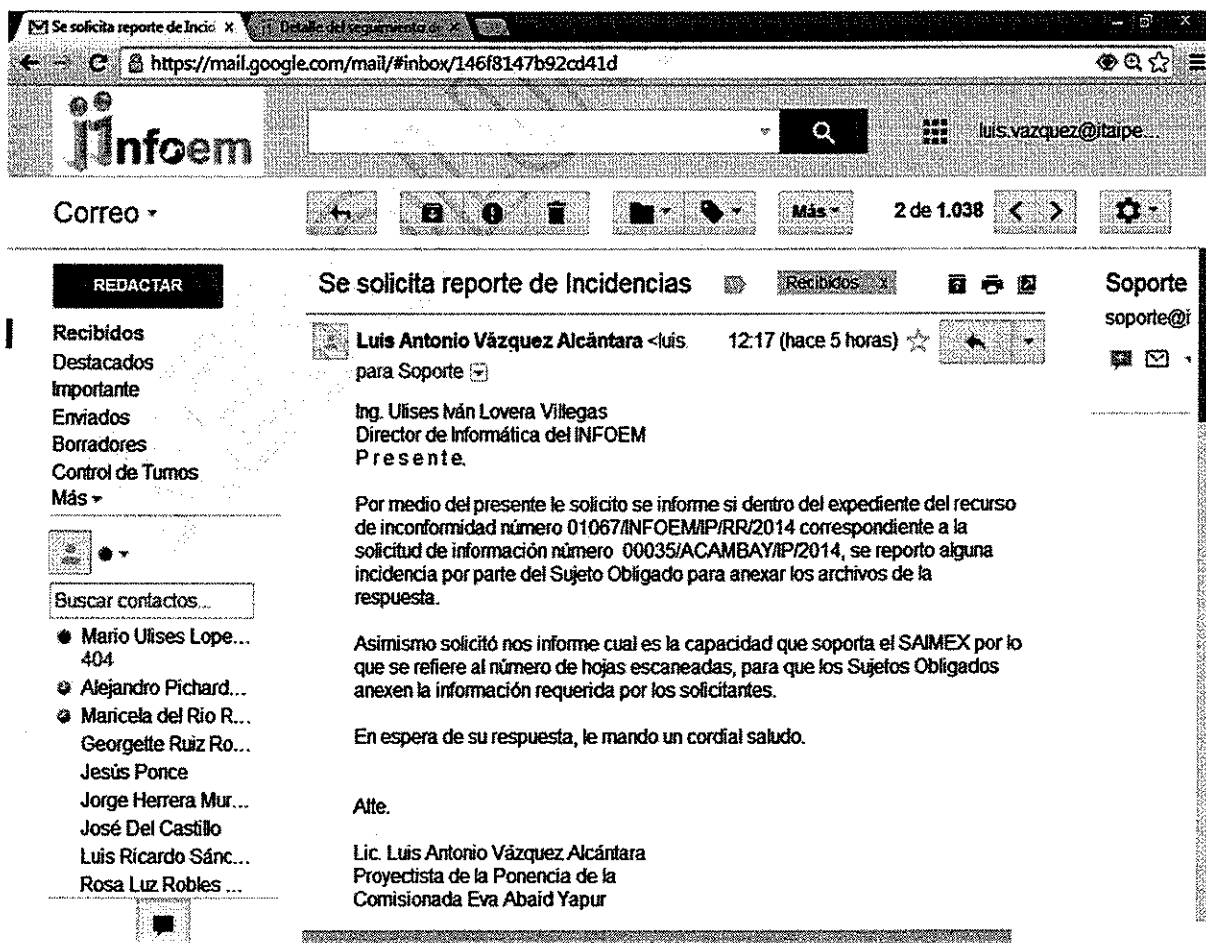 Se solicita reporte de Incid x
Detalle del seguimiento de x
https://mail.google.com/mail/#inbox/146f8147b92cd41d
infoem
luis.vazquez@itaipe...
Correo
Más
2 de 1.038
REDACTAR
Se solicita reporte de Incidencias
Recibidos x
Soporte
soporte@i
Recibidos
Destacados
Importante
Enviados
Borradores
Control de Turnos
Más
Luis Antonio Vázquez Alcántara <luis.
12:17 (hace 5 horas)
para Soporte
Ing. Ulises Iván Lovera Villegas
Director de Informática del INFOEM
P r e s e n t e.
Por medio del presente le solicito se informe si dentro del expediente del recurso
de inconformidad número 01067/INFOEM/IP/RR/2014 correspondiente a la
solicitud de información número 00035/ACAMBAY/IP/2014, se reporto alguna
incidencia por parte del Sujeto Obligado para anexar los archivos de la
respuesta.
Asimismo solicitó nos informe cual es la capacidad que soporta el SAIMEX por lo
que se refiere al número de hojas escaneadas, para que los Sujetos Obligados
anexen la información requerida por los solicitantes.
En espera de su respuesta, le mando un cordial saludo.
Atte.
Lic. Luis Antonio Vázquez Alcántara
Proyectista de la Ponencia de la
Comisionada Eva Abaid Yapur
Buscar contactos...
Mario Ulises Lope...
404
Alejandro Pichard...
Maricela del Rio R...
Georgette Ruiz Ro...
Jesús Ponce
Jorge Herrera Mur...
José Del Castillo
Luis Ricardo Sánc...
Rosa Luz Robles ...